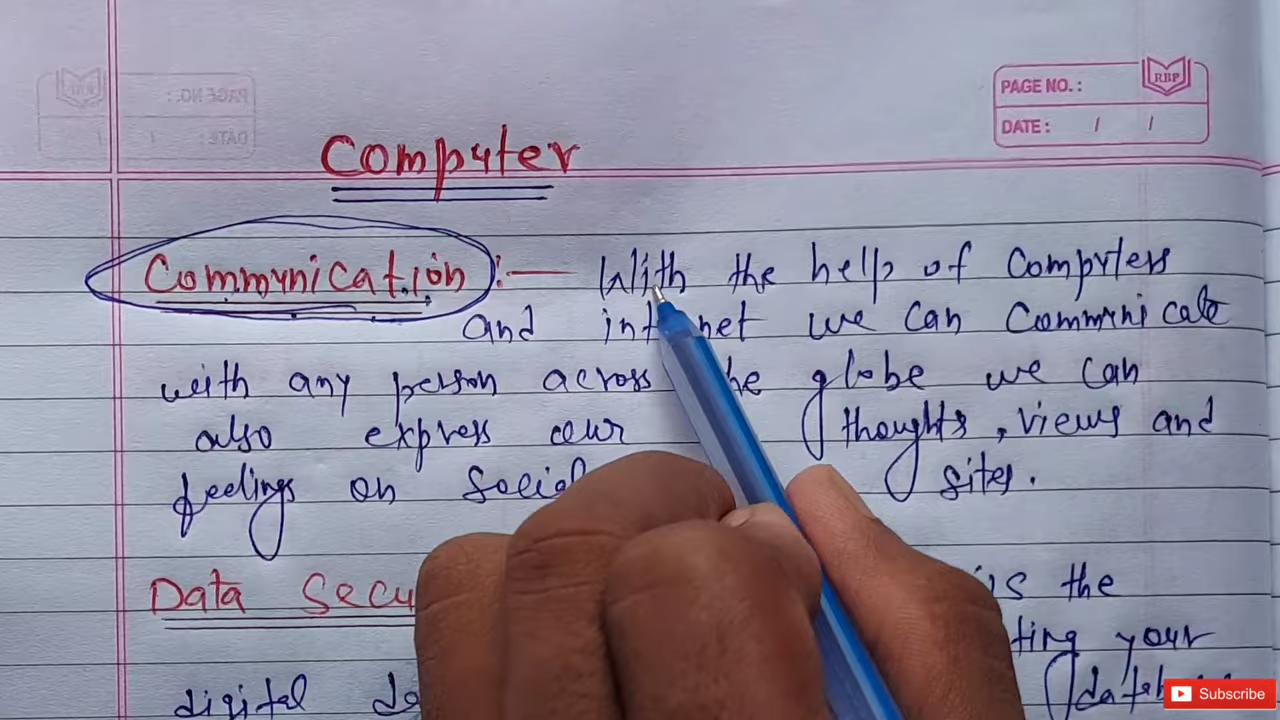 PAGE NO. :
RBP
DATE : / /
Computer
Communication :— With the help of Computers
and internet we can Communicate
with any person across the globe we can
also express our thoughts, views and
feelings on social sites.
Data Secu is the
ting your
digital da
Subscribe